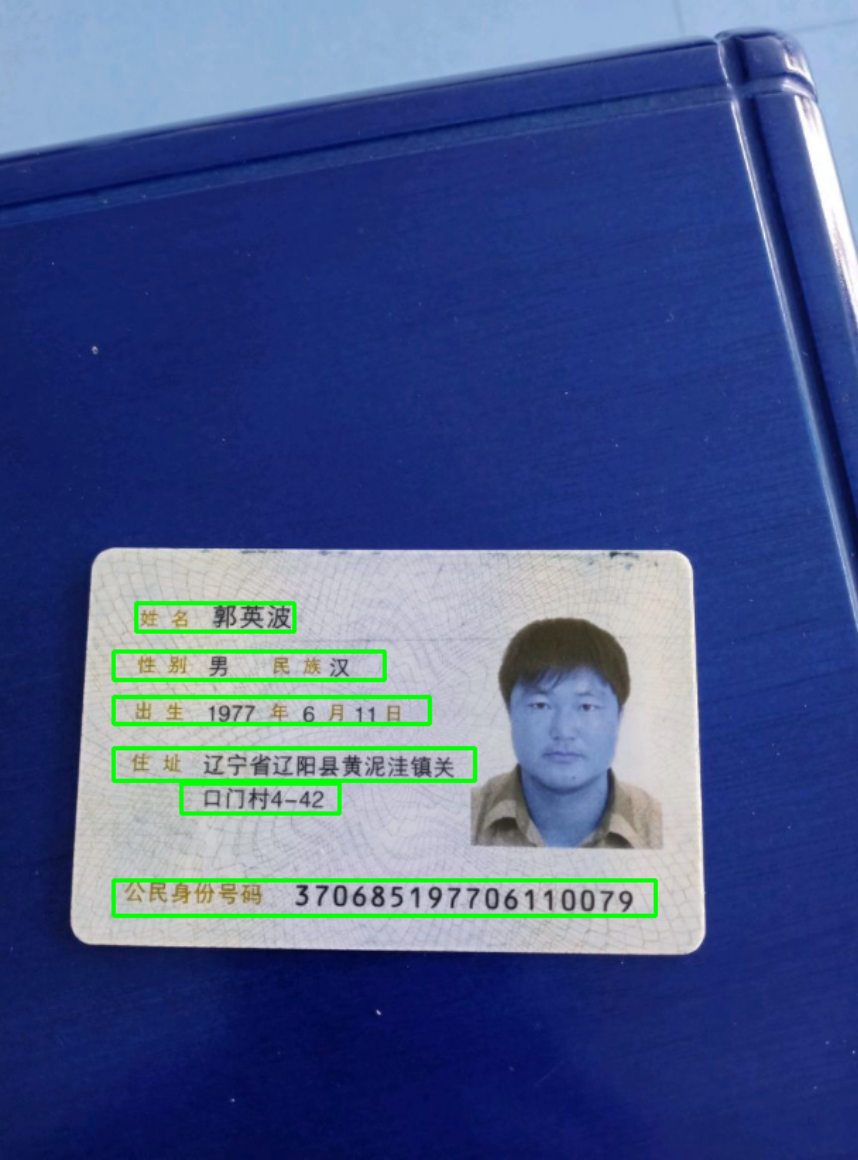 姓名 郭英波
性别 男 民族 汉
出生 1977 年 6 月 11 日
住址 辽宁省辽阳县黄泥洼镇关
口门村4-42
公民身份号码 370685197706110079